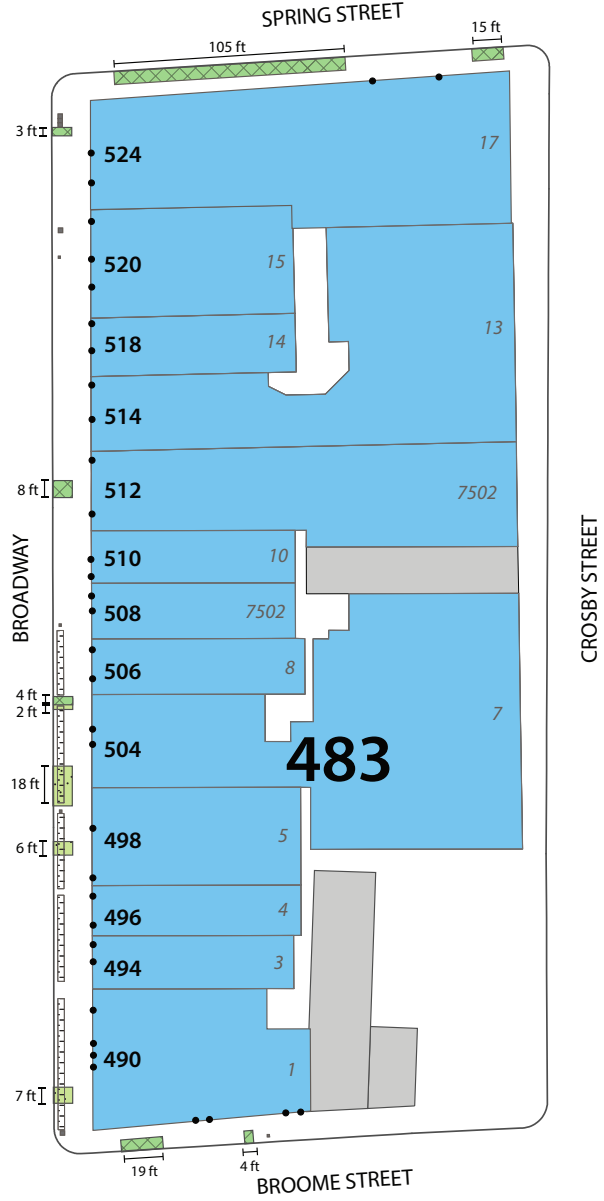 SPRING STREET
15 ft
105 ft
3 ft
524
17
520
15
518
14
13
514
8 ft
512
7502
BROADWAY
CROSBY STREET
510
10
508
7502
506
8
4 ft
2 ft
7
504
483
18 ft
498
5
6 ft
496
4
494
3
490
1
7 ft
19 ft
4 ft
BROOME STREET